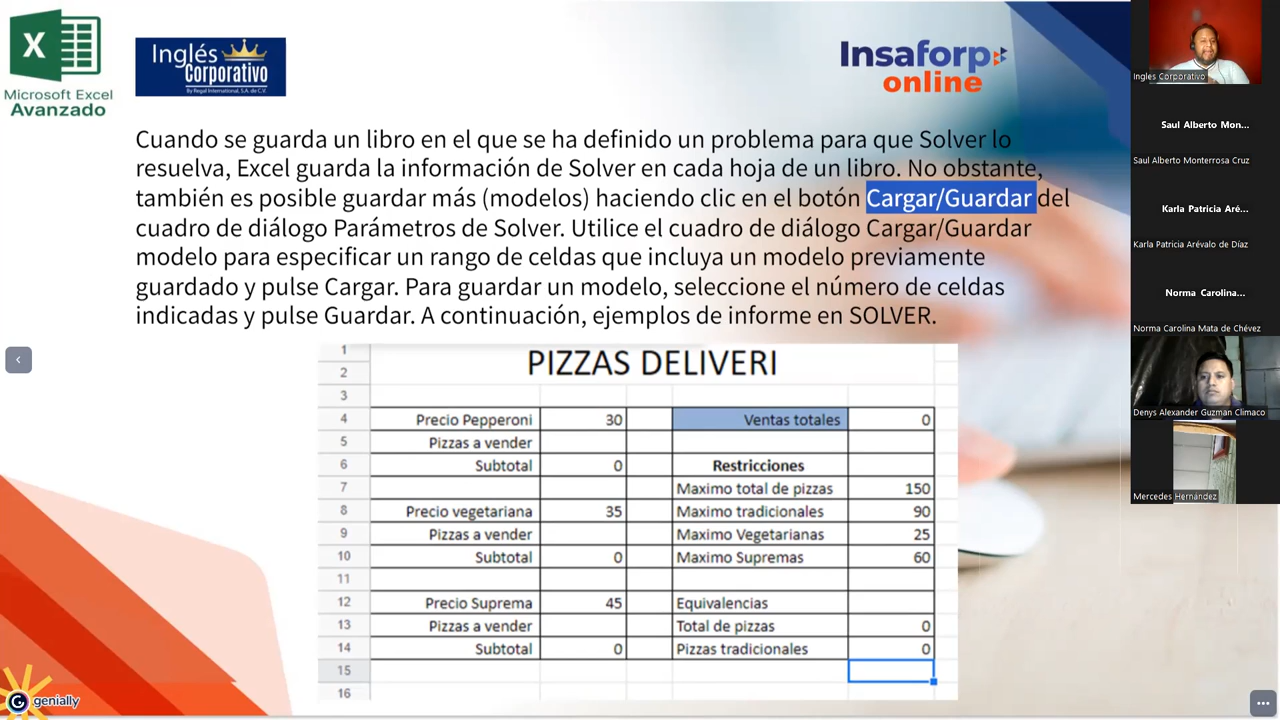 Microsoft Excel
Avanzado
Inglés
Corporativo
By Regal International, S.A. de C.V.
Insaforp
online
Cuando se guarda un libro en el que se ha definido un problema para que Solver lo
resuelva, Excel guarda la información de Solver en cada hoja de un libro. No obstante,
también es posible guardar más (modelos) haciendo clic en el botón Cargar/Guardar del
cuadro de diálogo Parámetros de Solver. Utilice el cuadro de diálogo Cargar/Guardar
modelo para especificar un rango de celdas que incluya un modelo previamente
guardado y pulse Cargar. Para guardar un modelo, seleccione el número de celdas
indicadas y pulse Guardar. A continuación, ejemplos de informe en SOLVER.
1
PIZZAS DELIVERI
2
3
4 Precio Pepperoni 30 Ventas totales 0
5 Pizzas a vender
6 Subtotal 0 Restricciones
7 Maximo total de pizzas 150
8 Precio vegetariana 35 Maximo tradicionales 90
9 Pizzas a vender Maximo Vegetarianas 25
10 Subtotal 0 Maximo Supremas 60
11
12 Precio Suprema 45 Equivalencias
13 Pizzas a vender Total de pizzas 0
14 Subtotal 0 Pizzas tradicionales 0
15
16
genially
Ingles Corporativo
Saul Alberto Mon...
Saul Alberto Monterrosa Cruz
Karla Patricia Aré...
Karla Patricia Arévalo de Díaz
Norma Carolina...
Norma Carolina Mata de Chévez
Denys Alexander Guzman Climaco
Mercedes Hernández